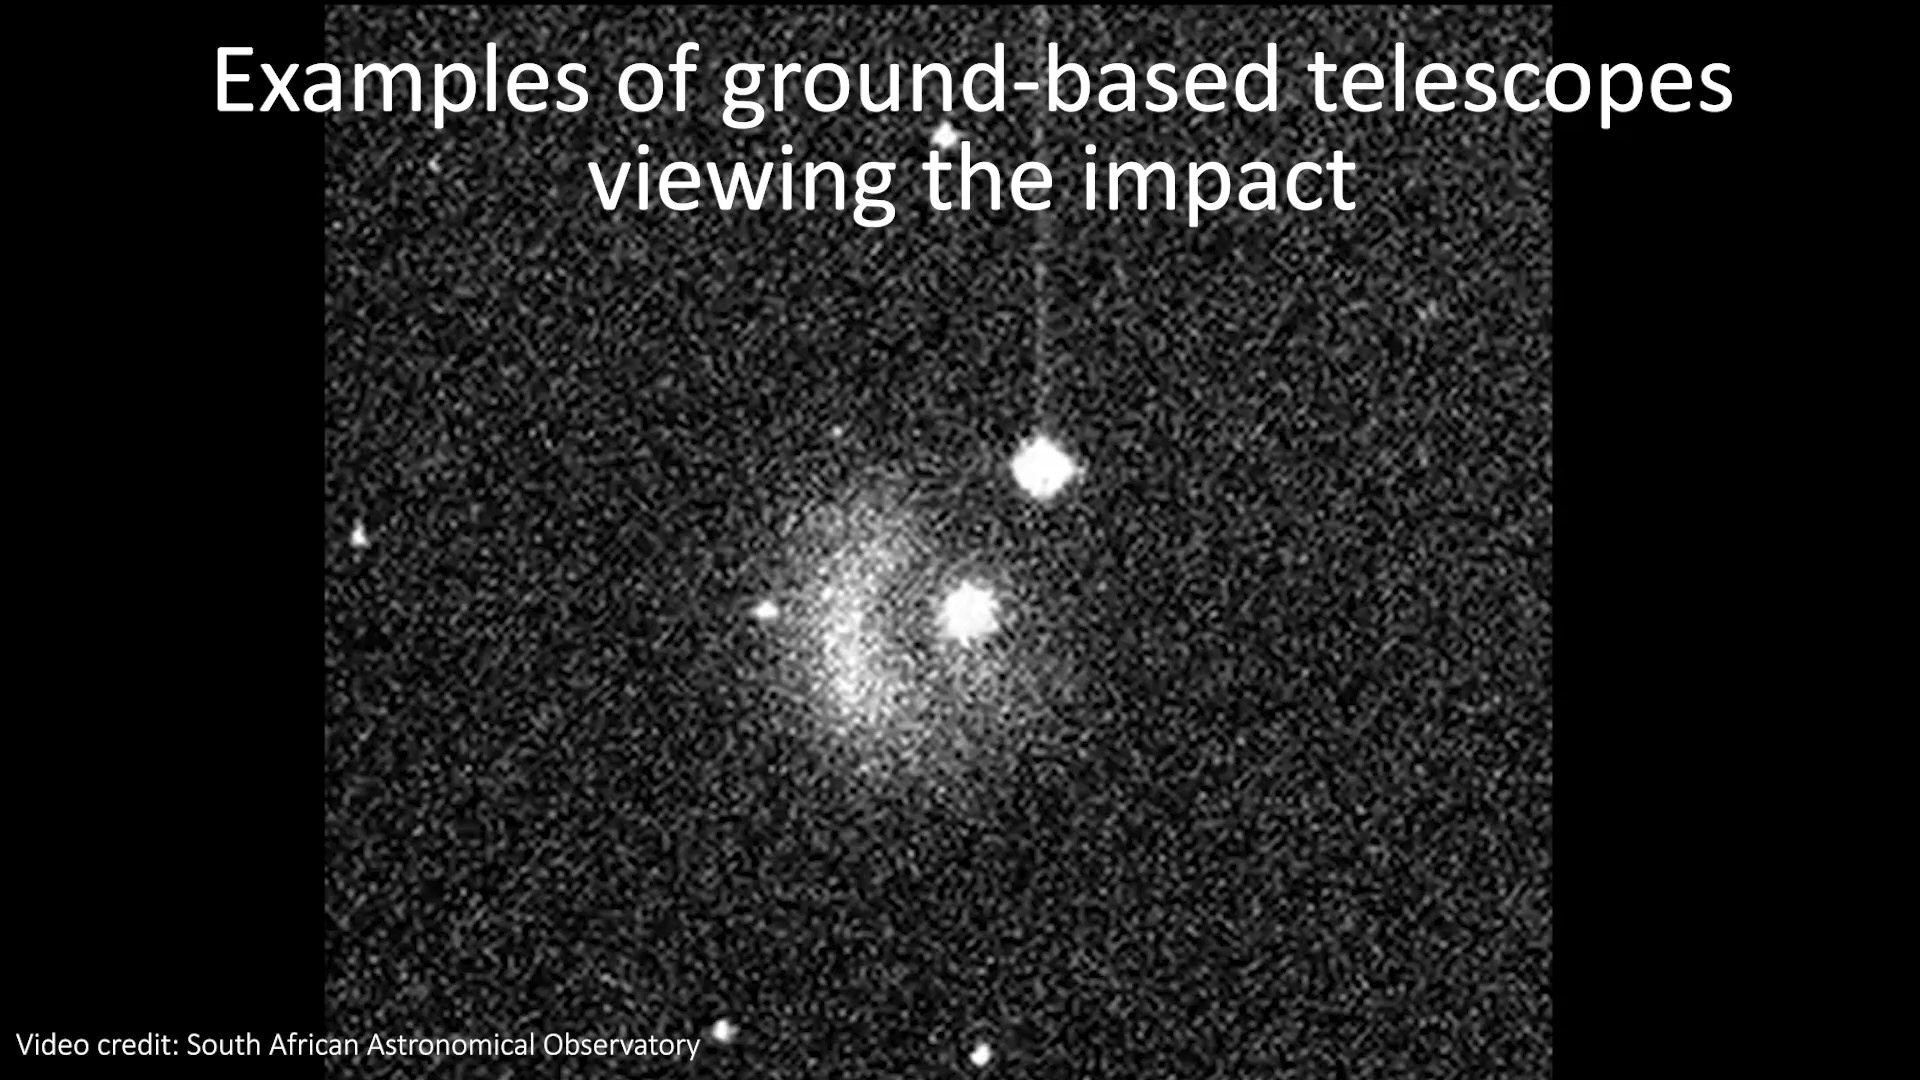 Examples of ground-based telescopes
viewing the impact
Video credit: South African Astronomical Observatory